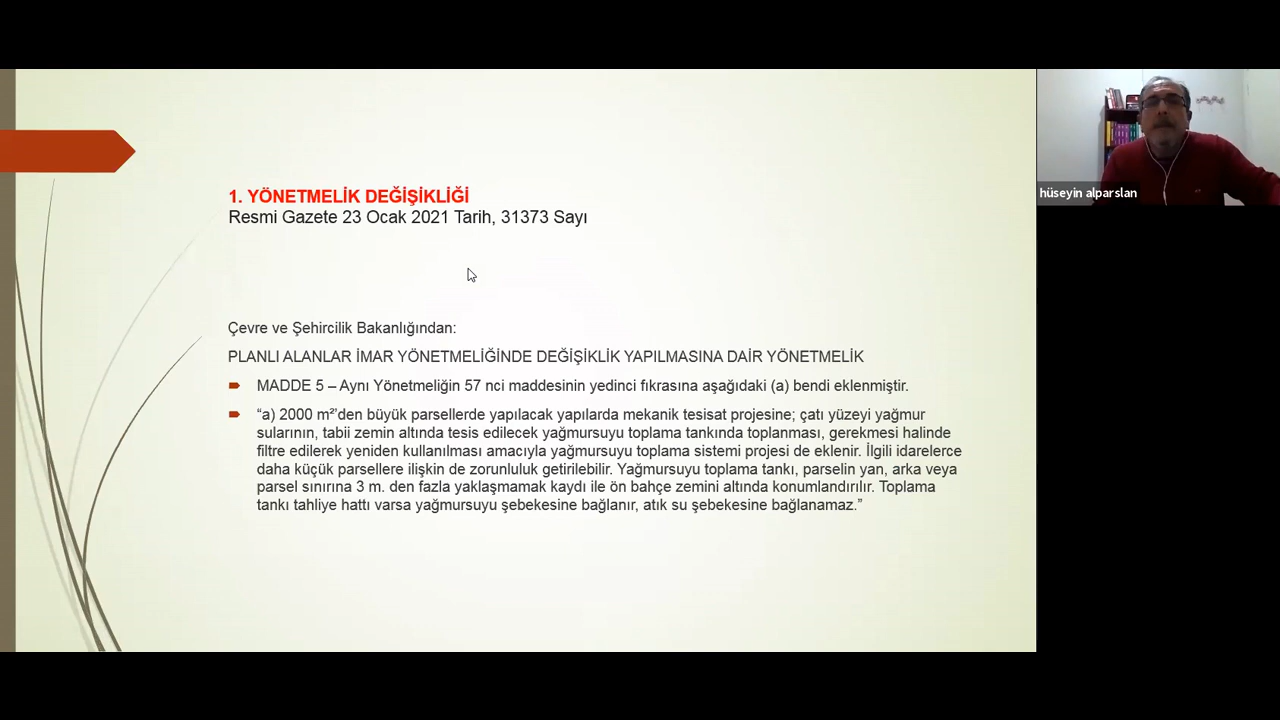 1. YÖNETMELİK DEĞİŞİKLİĞİ
Resmi Gazete 23 Ocak 2021 Tarih, 31373 Sayı
hüseyin alparslan
Çevre ve Şehircilik Bakanlığından:
PLANLI ALANLAR İMAR YÖNETMELİĞİNDE DEĞİŞİKLİK YAPILMASINA DAİR YÖNETMELİK
MADDE 5 – Aynı Yönetmeliğin 57 nci maddesinin yedinci fıkrasına aşağıdaki (a) bendi eklenmiştir.
“a) 2000 m²’den büyük parsellerde yapılacak yapılarda mekanik tesisat projesine; çatı yüzeyi yağmur
sularının, tabii zemin altında tesis edilecek yağmursuyu toplama tankında toplanması, gerekmesi halinde
filtre edilerek yeniden kullanılması amacıyla yağmursuyu toplama sistemi projesi de eklenir. İlgili idarelerce
daha küçük parsellere ilişkin de zorunluluk getirilebilir. Yağmursuyu toplama tankı, parselin yan, arka veya
parsel sınırına 3 m. den fazla yaklaşmamak kaydı ile ön bahçe zemini altında konumlandırılır. Toplama
tankı tahliye hattı varsa yağmursuyu şebekesine bağlanır, atık su şebekesine bağlanamaz.”